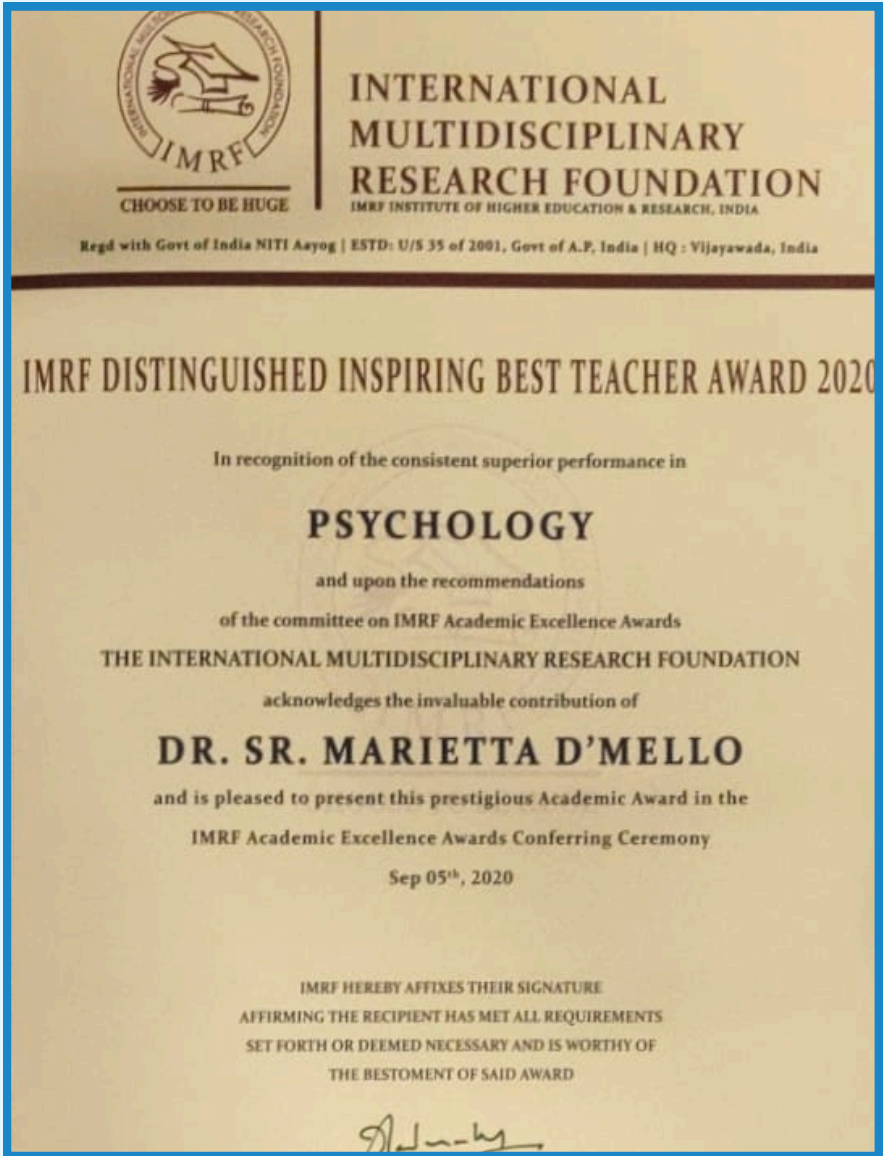 INTERNATIONAL MULTIDISCIPLINARY RESEARCH FOUNDATION
IMRF
CHOOSE TO BE HUGE
INTERNATIONAL
MULTIDISCIPLINARY
RESEARCH FOUNDATION
IMRF INSTITUTE OF HIGHER EDUCATION & RESEARCH, INDIA
Regd with Govt of India NITI Aayog | ESTD: U/S 35 of 2001, Govt of A.P, India | HQ : Vijayawada, India
IMRF DISTINGUISHED INSPIRING BEST TEACHER AWARD 2020
In recognition of the consistent superior performance in
PSYCHOLOGY
and upon the recommendations
of the committee on IMRF Academic Excellence Awards
THE INTERNATIONAL MULTIDISCIPLINARY RESEARCH FOUNDATION
acknowledges the invaluable contribution of
DR. SR. MARIETTA D'MELLO
and is pleased to present this prestigious Academic Award in the
IMRF Academic Excellence Awards Conferring Ceremony
Sep 05th, 2020
IMRF HEREBY AFFIXES THEIR SIGNATURE
AFFIRMING THE RECIPIENT HAS MET ALL REQUIREMENTS
SET FORTH OR DEEMED NECESSARY AND IS WORTHY OF
THE BESTOMENT OF SAID AWARD